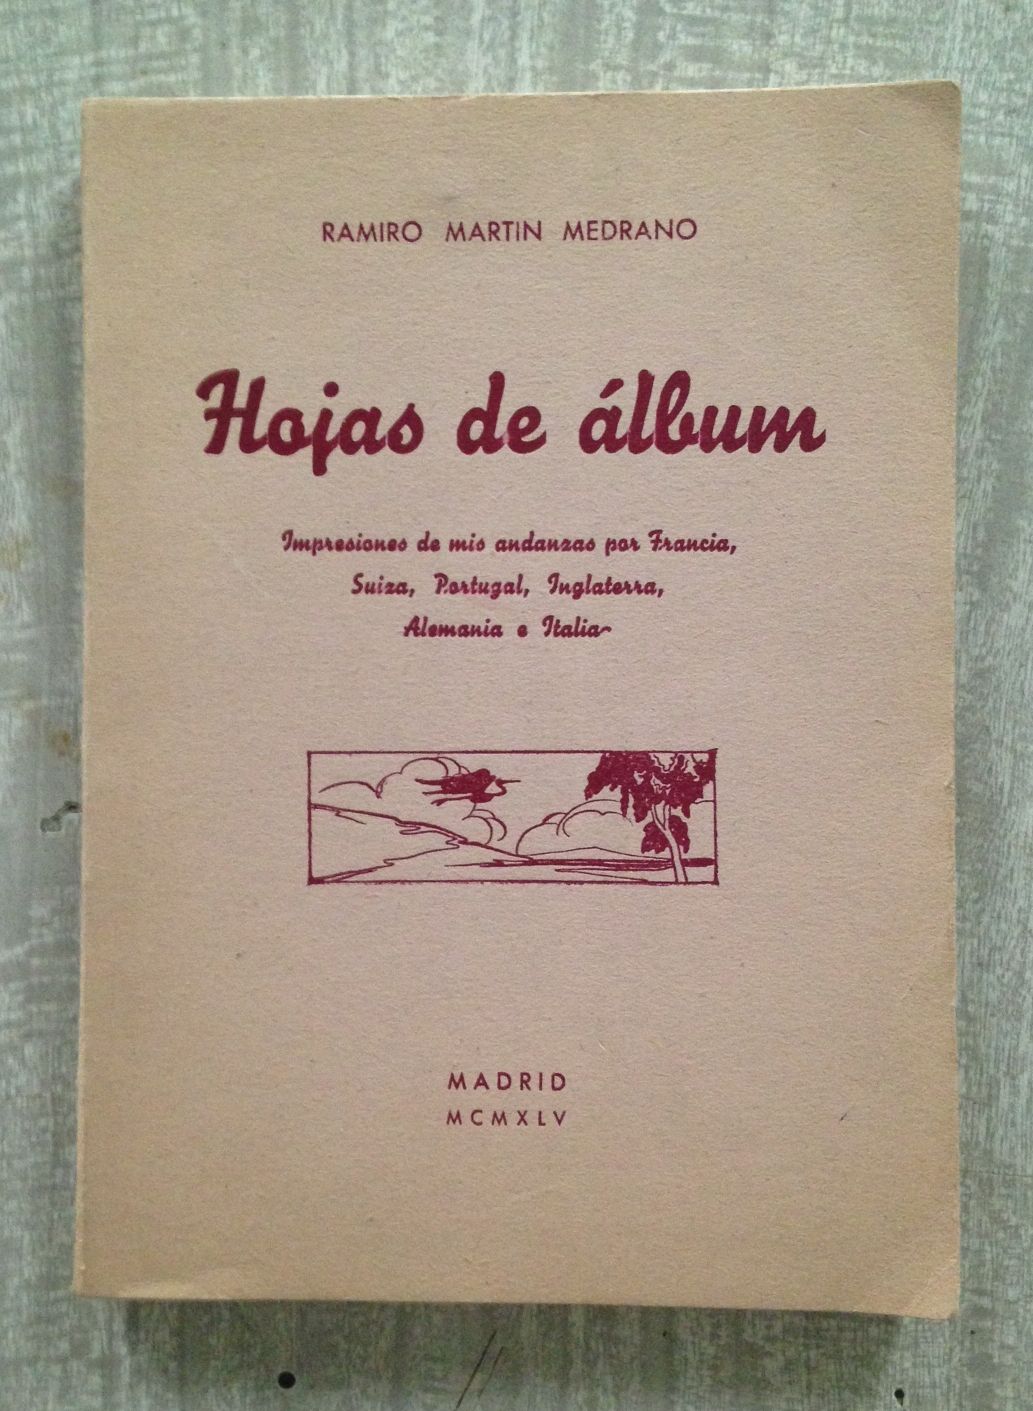 RAMIRO MARTIN MEDRANO
Hojas de álbum
Impresiones de mis andanzas por Francia,
Suiza, Portugal, Inglaterra,
Alemania e Italia
MADRID
MCMXLV